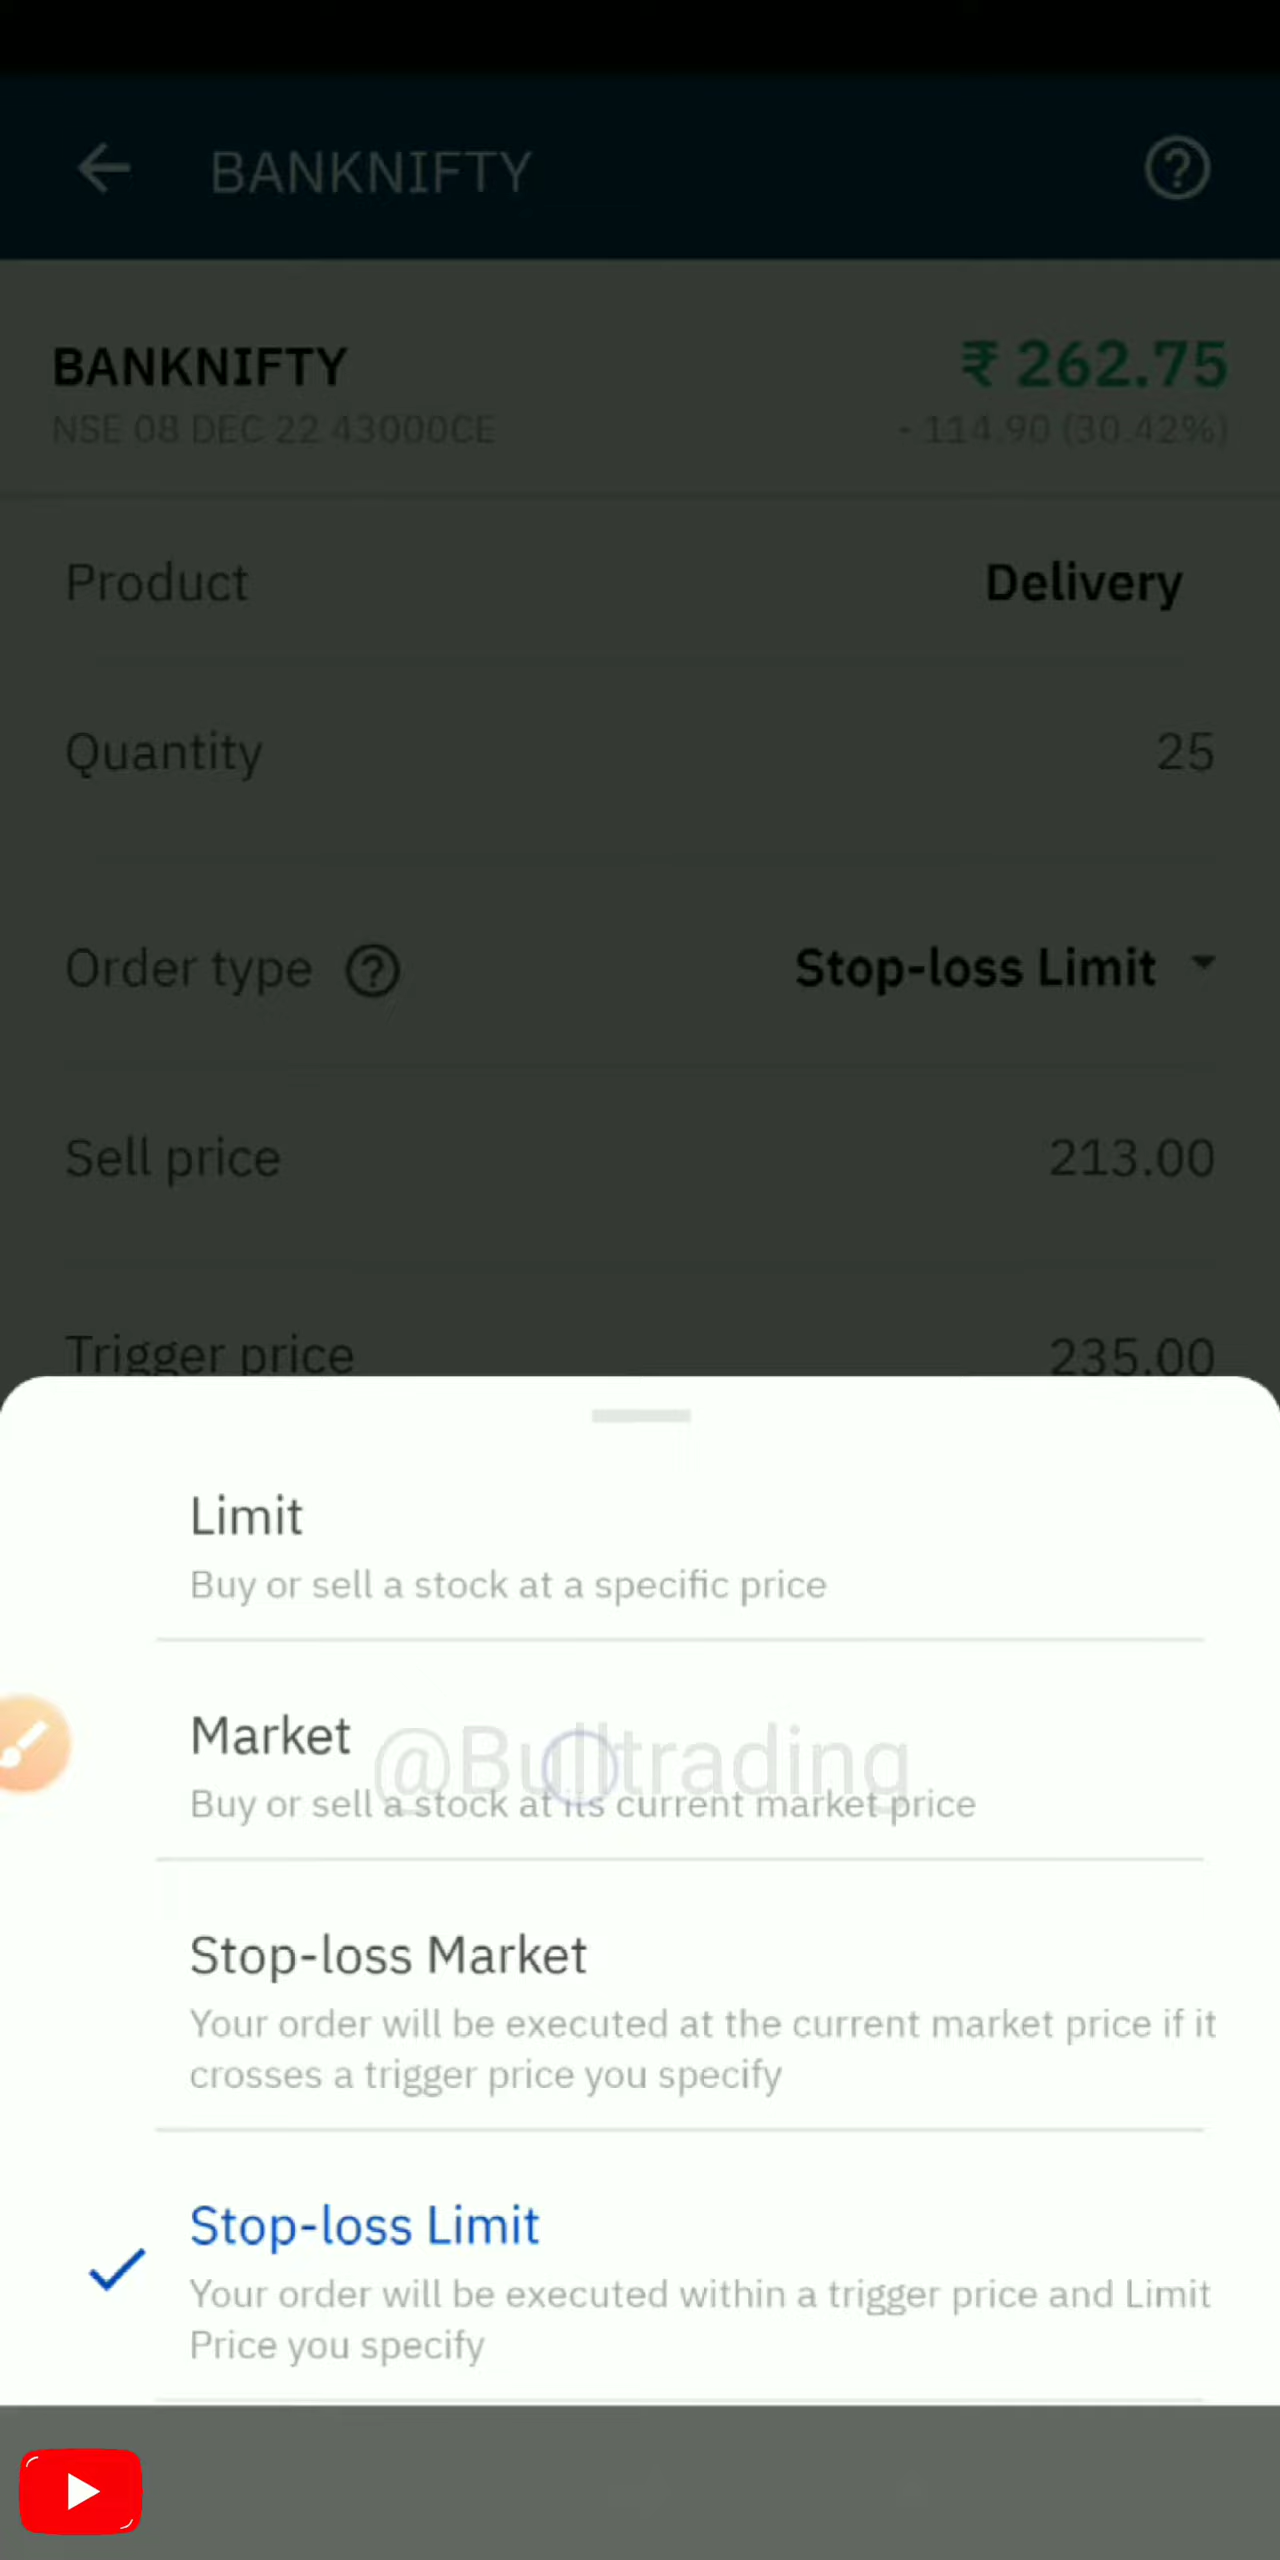 BANKNIFTY
BANKNIFTY
₹ 262.75
NSE 08 DEC 22 43000CE
- 114.90 (30.42%)
Product
Delivery
Quantity
25
Order type
Stop-loss Limit
Sell price
213.00
Trigger price
235.00
Limit
Buy or sell a stock at a specific price
Market
@Bulltrading
Buy or sell a stock at its current market price
Stop-loss Market
Your order will be executed at the current market price if it
crosses a trigger price you specify
Stop-loss Limit
Your order will be executed within a trigger price and Limit
Price you specify